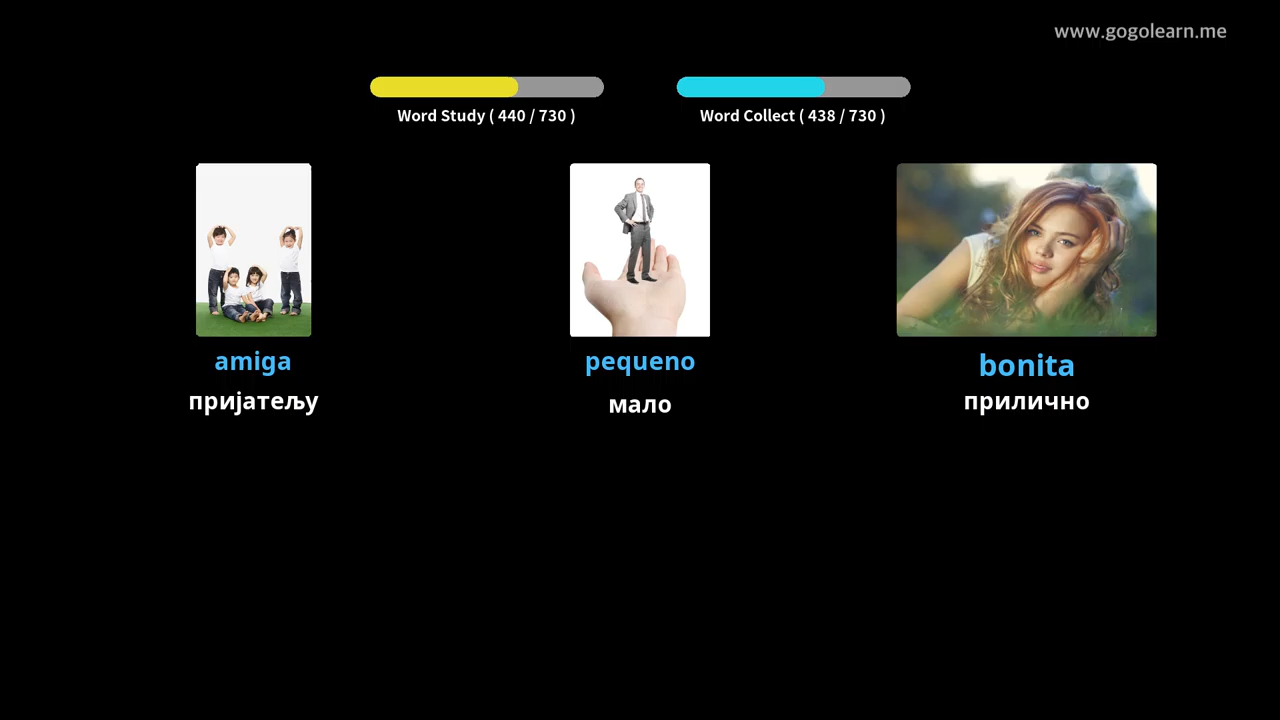 www.gogolearn.me
Word Study ( 440 / 730 )
Word Collect ( 438 / 730 )
amiga
пријатељу
pequeno
мало
bonita
прилично